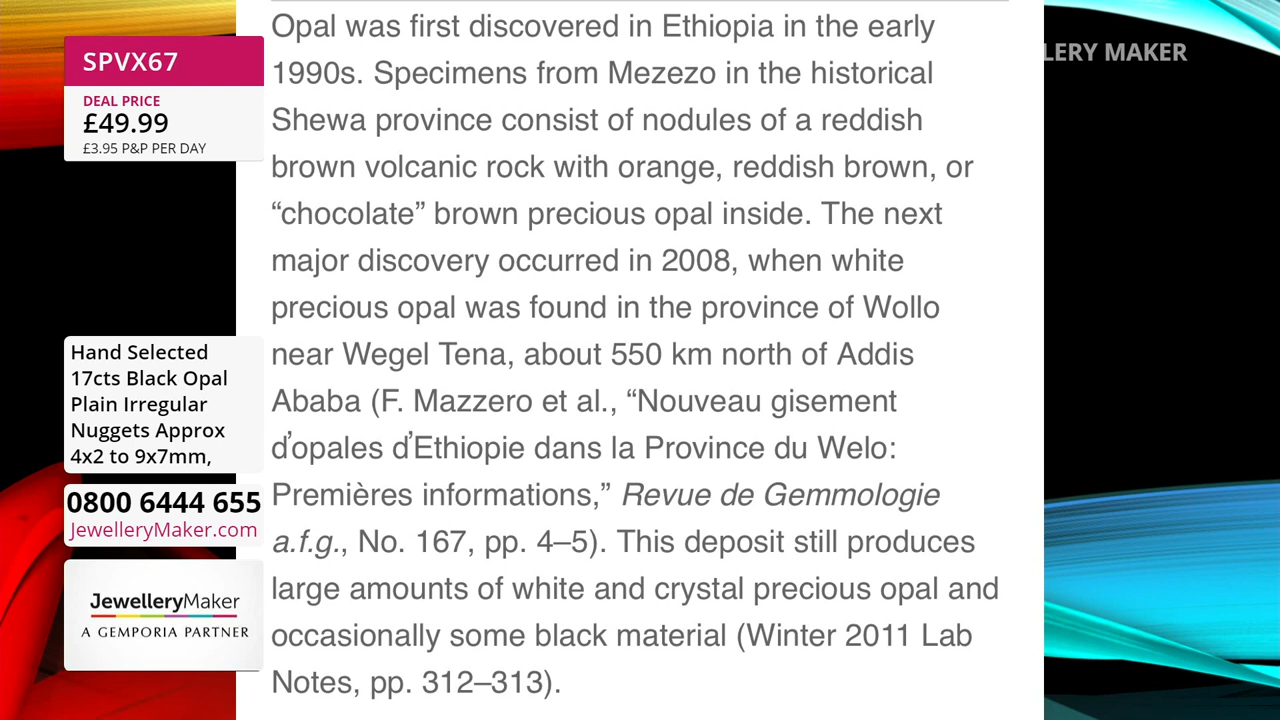 SPVX67
DEAL PRICE
£49.99
£3.95 P&P PER DAY
Hand Selected
17cts Black Opal
Plain Irregular
Nuggets Approx
4x2 to 9x7mm,
0800 6444 655
JewelleryMaker.com
JewelleryMaker
A GEMPORIA PARTNER
Opal was first discovered in Ethiopia in the early
1990s. Specimens from Mezezo in the historical
Shewa province consist of nodules of a reddish
brown volcanic rock with orange, reddish brown, or
“chocolate” brown precious opal inside. The next
major discovery occurred in 2008, when white
precious opal was found in the province of Wollo
near Wegel Tena, about 550 km north of Addis
Ababa (F. Mazzero et al., “Nouveau gisement
d’opales d’Ethiopie dans la Province du Welo:
Premières informations,” Revue de Gemmologie
a.f.g., No. 167, pp. 4–5). This deposit still produces
large amounts of white and crystal precious opal and
occasionally some black material (Winter 2011 Lab
Notes, pp. 312–313).
LERY MAKER